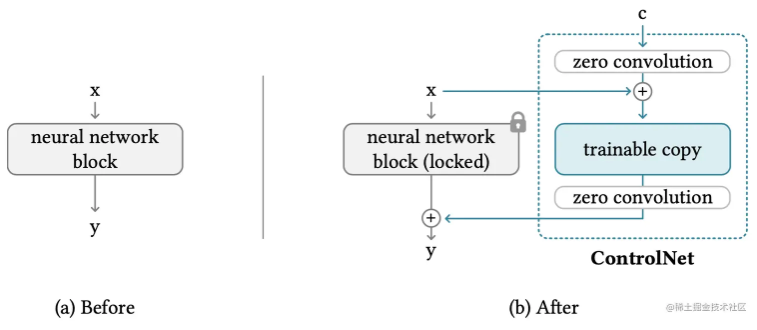 x
neural network
block
y
(a) Before
c
zero convolution
x
+
neural network
block (locked)
trainable copy
zero convolution
+
y
ControlNet
(b) After
@稀土掘金技术社区